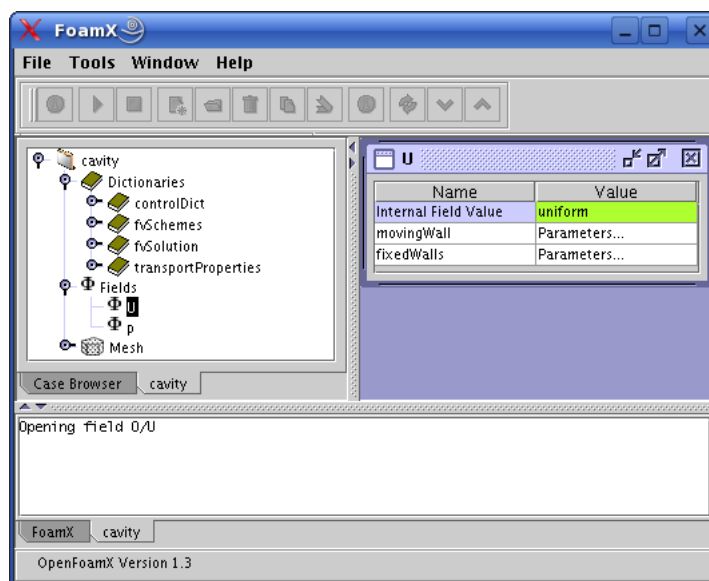 FoamX
File Tools Window Help
cavity
Dictionaries
controlDict
fvSchemes
fvSolution
transportProperties
Fields
U
p
Mesh
Case Browser cavity
U
Name Value
Internal Field Value uniform
movingWall Parameters...
fixedWalls Parameters...
Opening field 0/U
FoamX cavity
OpenFoamX Version 1.3